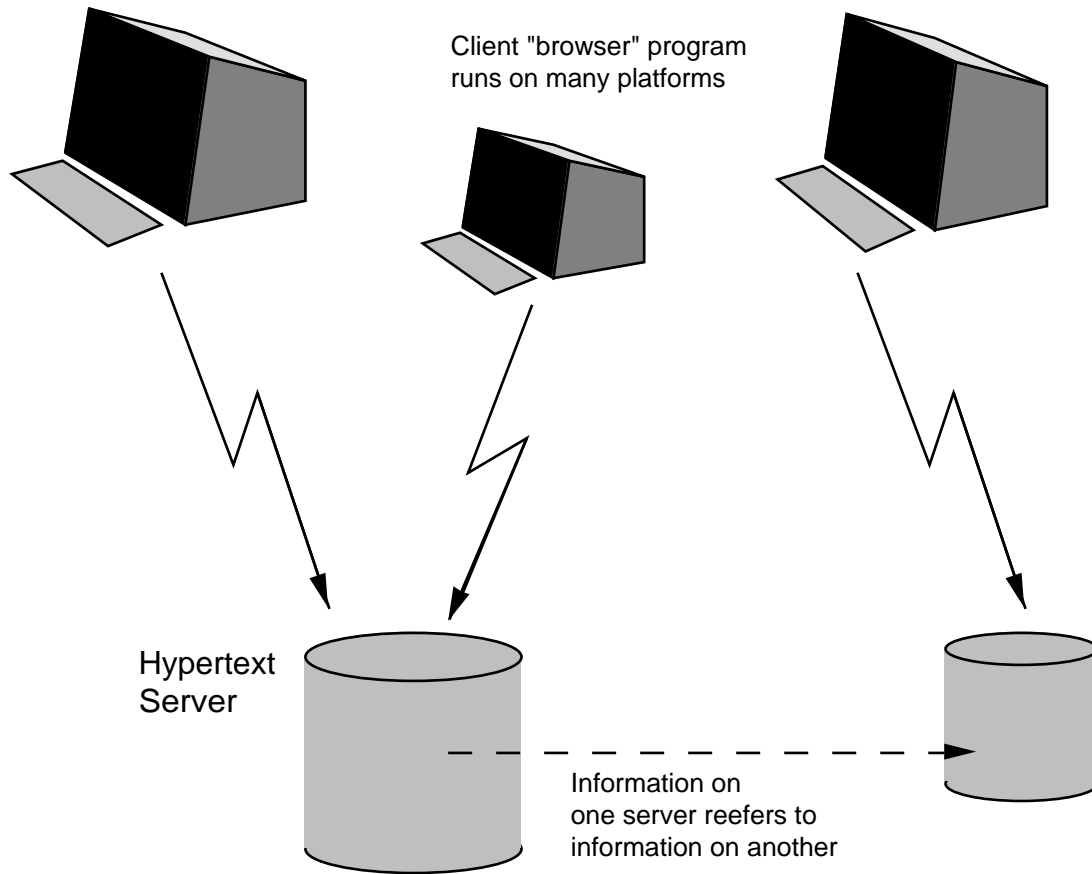 Client "browser" program
runs on many platforms
Hypertext
Server
Information on
one server reefers to
information on another